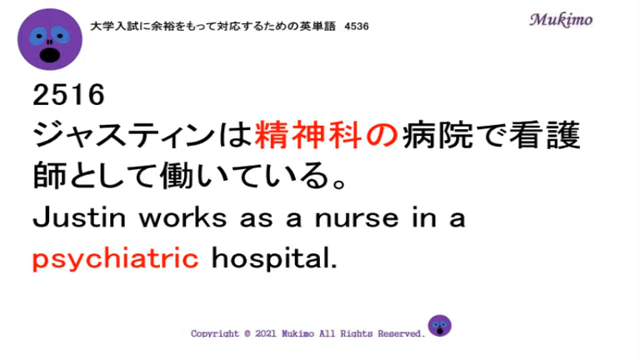 大学入試に余裕をもって対応するための英単語 4536
Mukimo
2516
ジャスティンは精神科の病院で看護
師として働いている。
Justin works as a nurse in a
psychiatric hospital.
Copyright @ 2021 Mukimo All Rights Reserved.